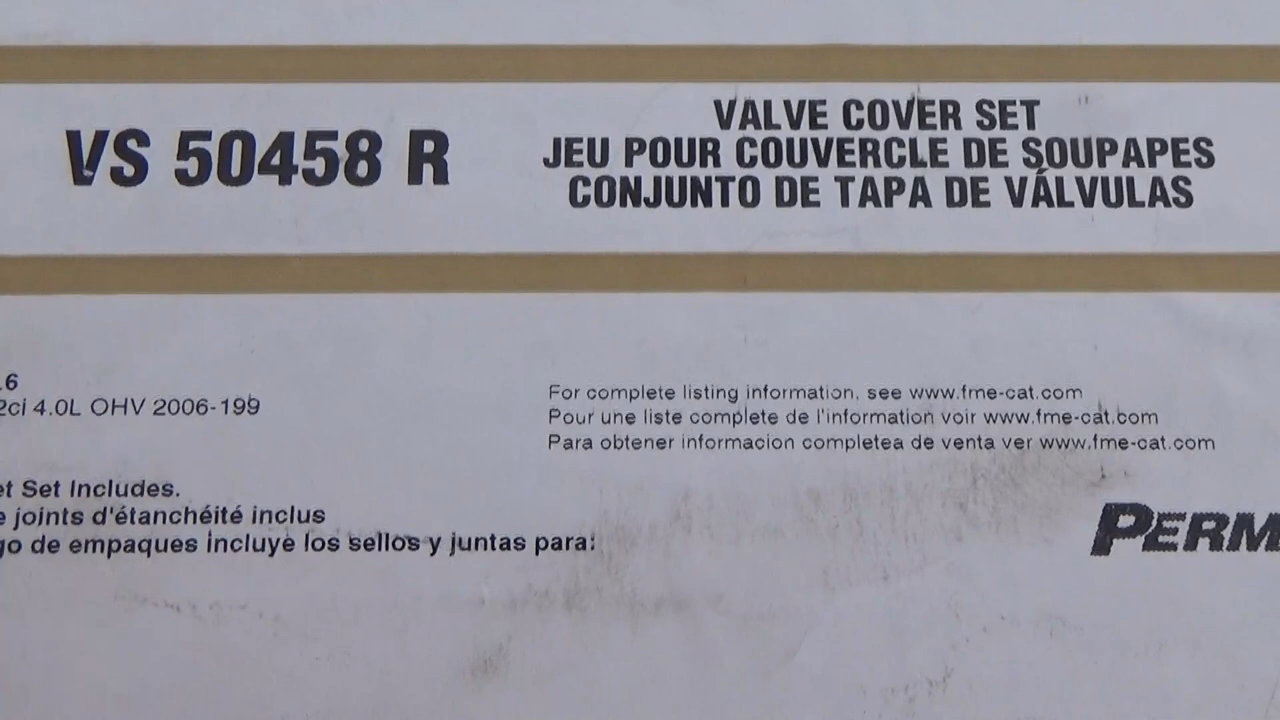 VS 50458 R
VALVE COVER SET
JEU POUR COUVERCLE DE SOUPAPES
CONJUNTO DE TAPA DE VÁLVULAS
.6
2ci 4.0L OHV 2006-199
For complete listing information, see www.fme-cat.com
Pour une liste complete de l'information voir www.fme-cat.com
Para obtener informacion completea de venta ver www.fme-cat.com
et Set Includes.
e joints d'étanchéité inclus
go de empaques incluye los sellos y juntas para:
PERM